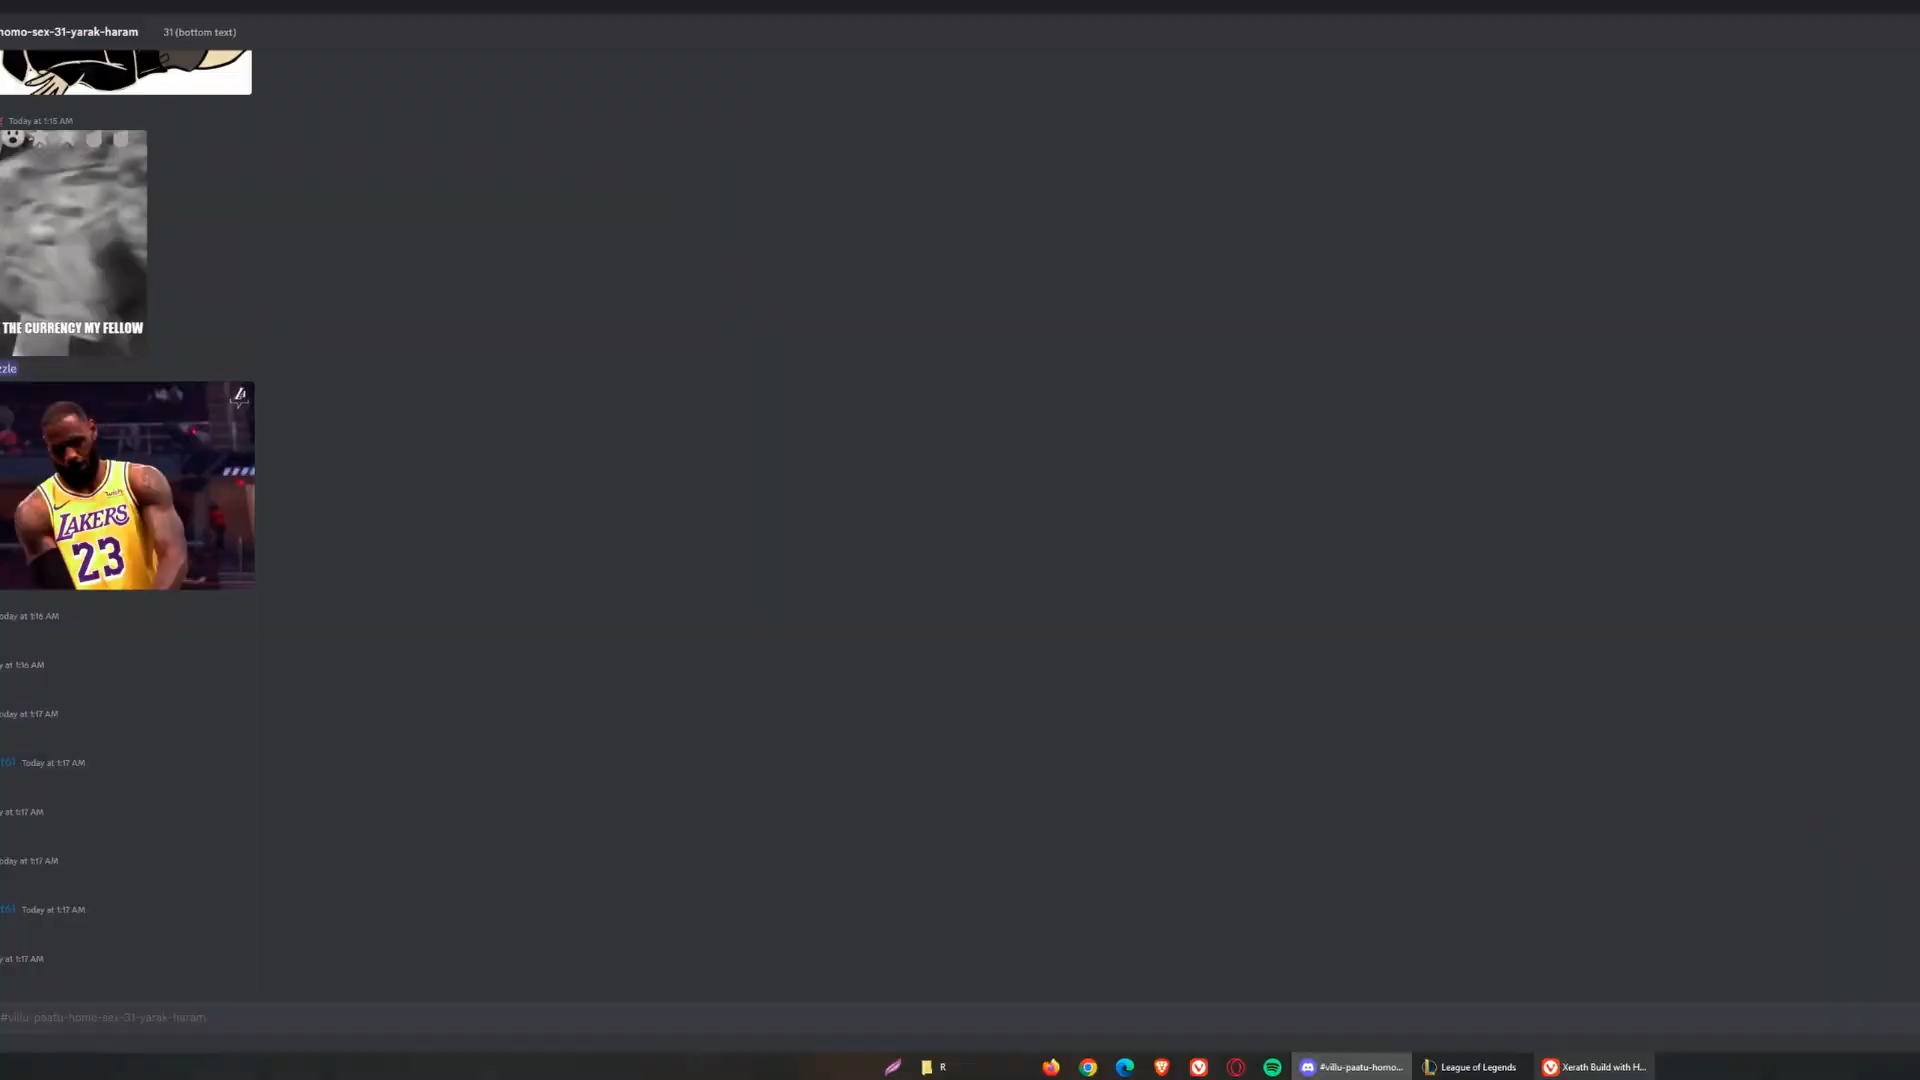 homo-sex-31-yarak-haram 31 (bottom text)
Today at 1:15 AM
THE CURRENCY MY FELLOW
zzle
LAKERS
23
oday at 1:16 AM
y at 1:16 AM
oday at 1:17 AM
Today at 1:17 AM
y at 1:17 AM
oday at 1:17 AM
Today at 1:17 AM
y at 1:17 AM
#villu-paatu-homo-sex-31-yarak-haram
R #villu-paatu-homo... League of Legends Xerath Build with H...